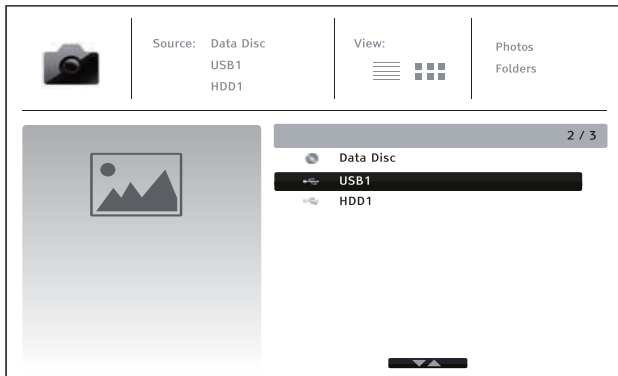 Source: Data Disc
USB1
HDD1
View:
Photos
Folders
2 / 3
Data Disc
USB1
HDD1